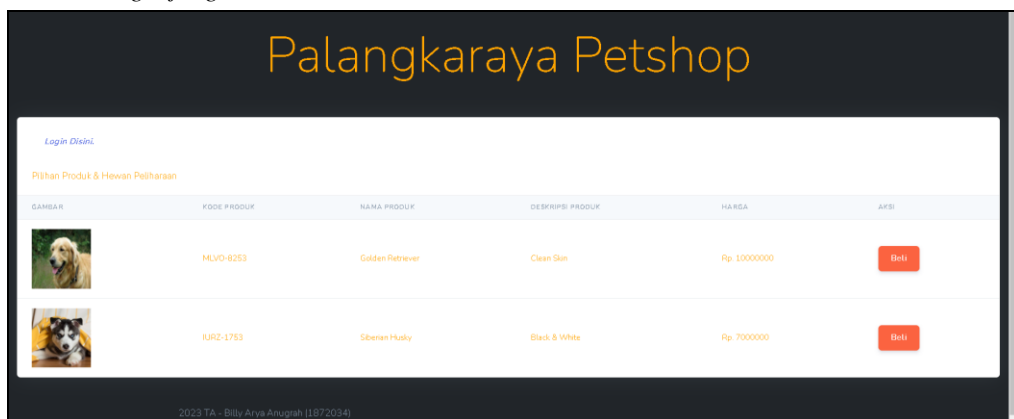 Palangkaraya Petshop
Login Disini.
Pilihan Produk & Hewan Peliharaan
GAMBAR KODE PRODUK NAMA PRODUK DESKRIPSI PRODUK HARGA AKSI
MLVO-8253 Golden Retriever Clean Skin Rp 10000000 Beli
IURZ-1763 Siberian Husky Black & White Rp 7000000 Beli
2023 TA - Billy Arya Anugrah (1872034)